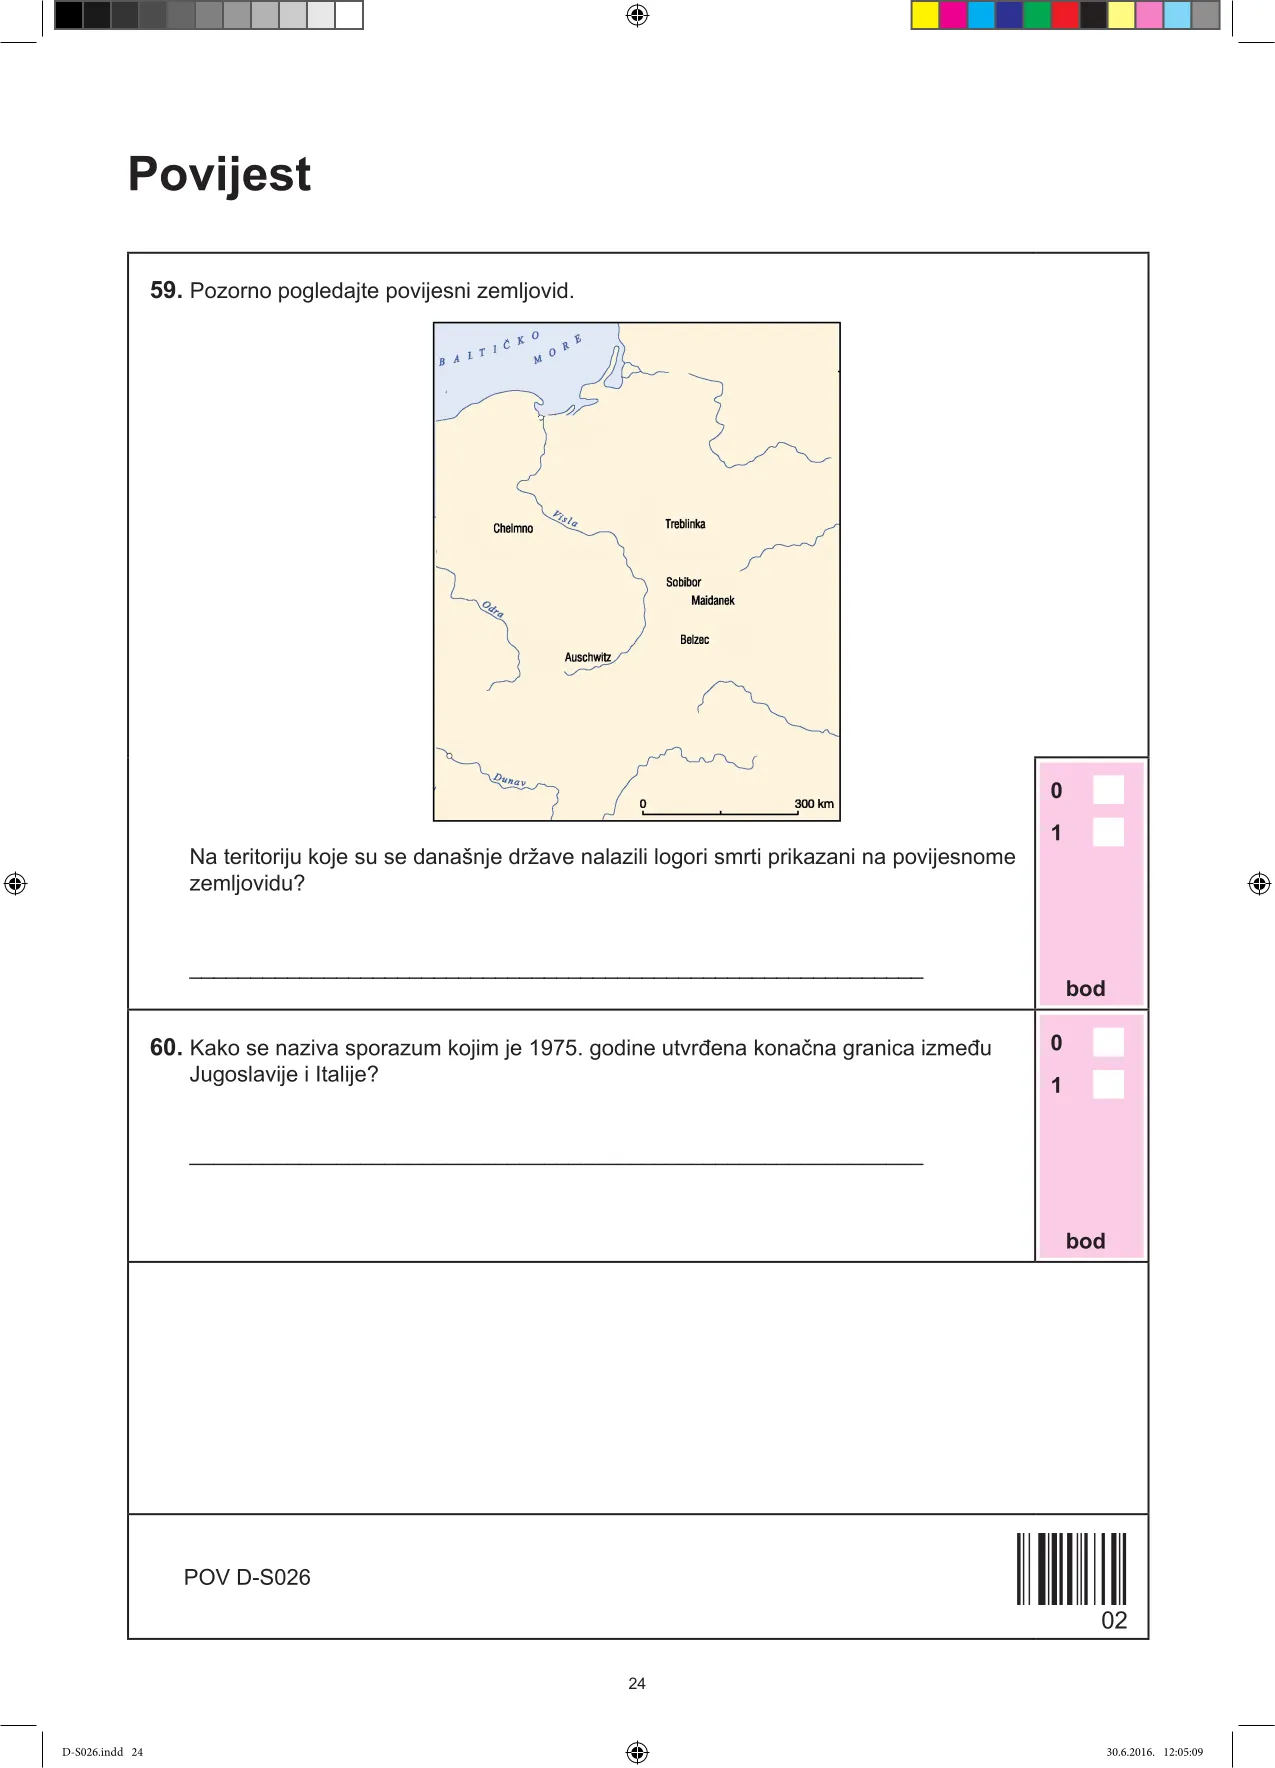 Povijest
59. Pozorno pogledajte povijesni zemljovid.
BALTIČKO
MORE
Visla
Chelmno
Treblinka
Sobibor
Maidanek
Odra
Belzec
Auschwitz
Dunav
0 300 km
0
1
Na teritoriju koje su se današnje države nalazili logori smrti prikazani na povijesnome
zemljovidu?
bod
60. Kako se naziva sporazum kojim je 1975. godine utvrđena konačna granica između
Jugoslavije i Italije?
0
1
bod
POV D-S026
02
24
D-S026.indd 24
30.6.2016. 12:05:09